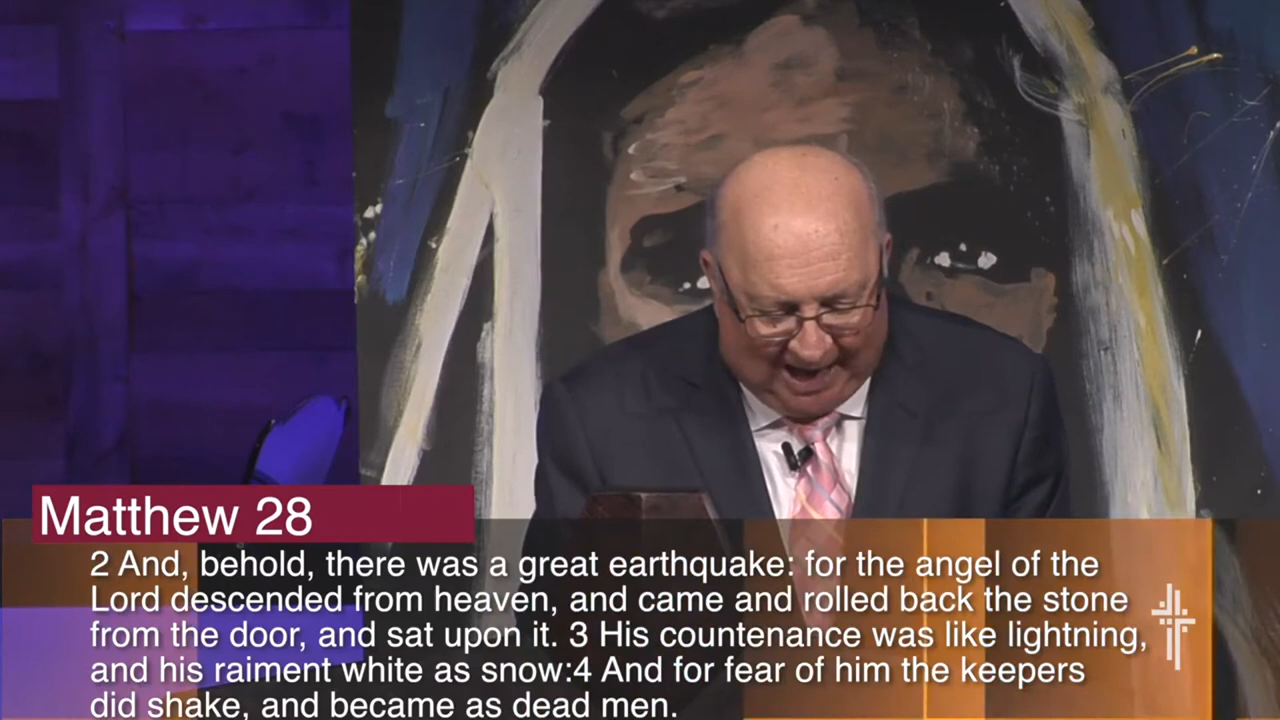 Matthew 28
2 And, behold, there was a great earthquake: for the angel of the
Lord descended from heaven, and came and rolled back the stone
from the door, and sat upon it. 3 His countenance was like lightning,
and his raiment white as snow:4 And for fear of him the keepers
did shake, and became as dead men.